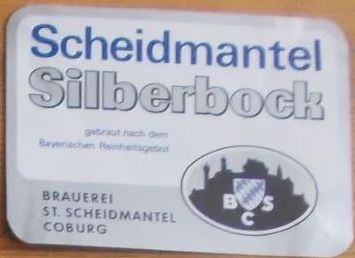 Scheidmantel
Silberbock
gebraut nach dem
Bayerischen Reinheitsgebot
BRAUEREI
ST. SCHEIDMANTEL
COBURG
B S
C